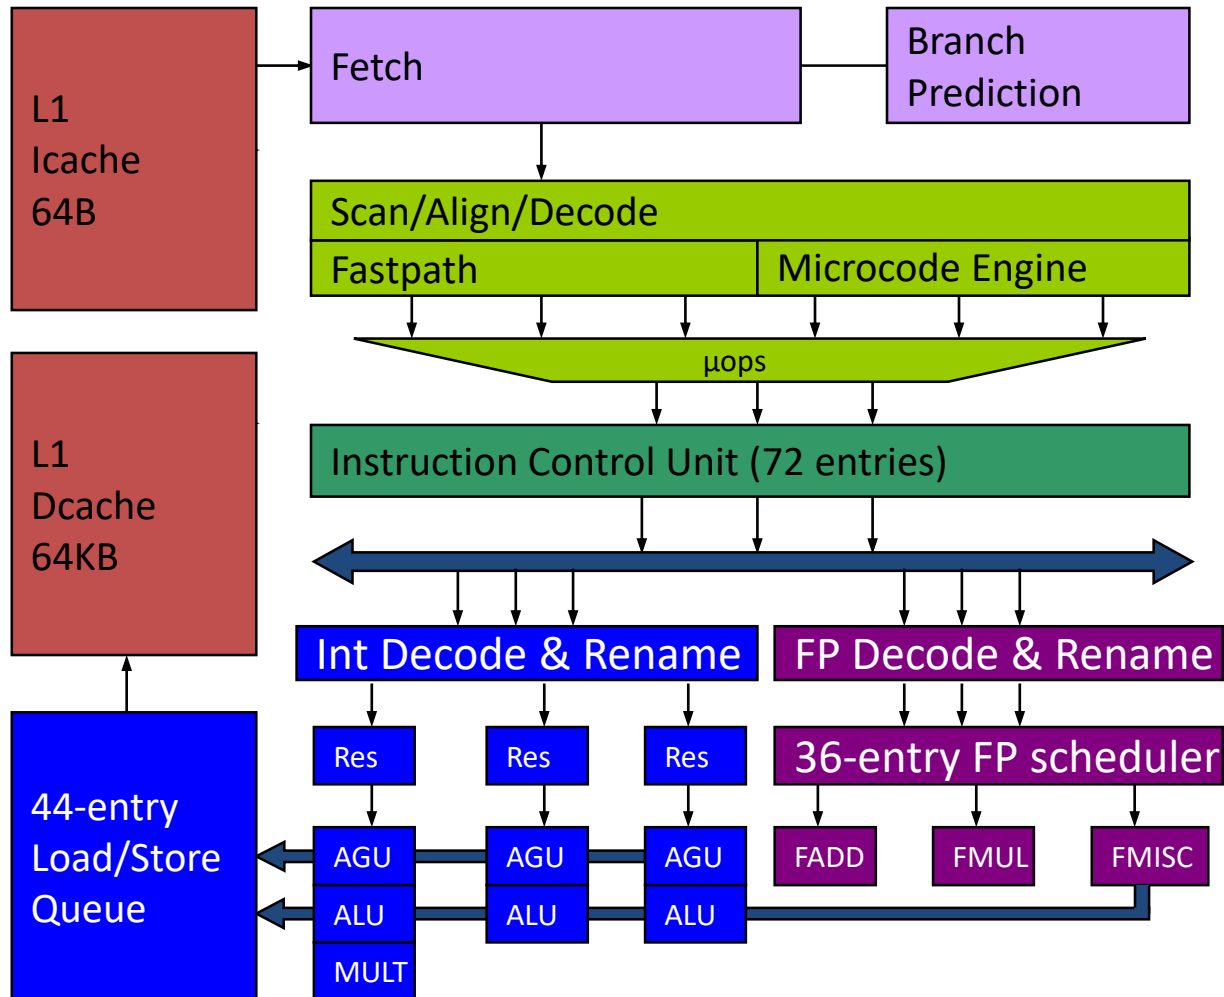 L1
Icache
64B
Fetch
Branch
Prediction
Scan/Align/Decode
Fastpath
Microcode Engine
µops
L1
Dcache
64KB
Instruction Control Unit (72 entries)
Int Decode & Rename
FP Decode & Rename
Res
Res
Res
36-entry FP scheduler
44-entry
Load/Store
Queue
AGU
AGU
AGU
FADD
FMUL
FMISC
ALU
ALU
ALU
MULT